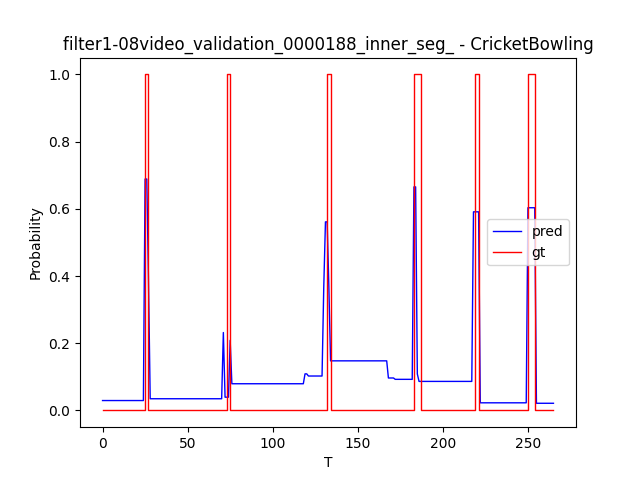 filter1-08video_validation_0000188_inner_seg_ - CricketBowling
1.0
0.8
0.6
0.4
0.2
0.0
Probability
pred
gt
0
50
100
150
200
250
T